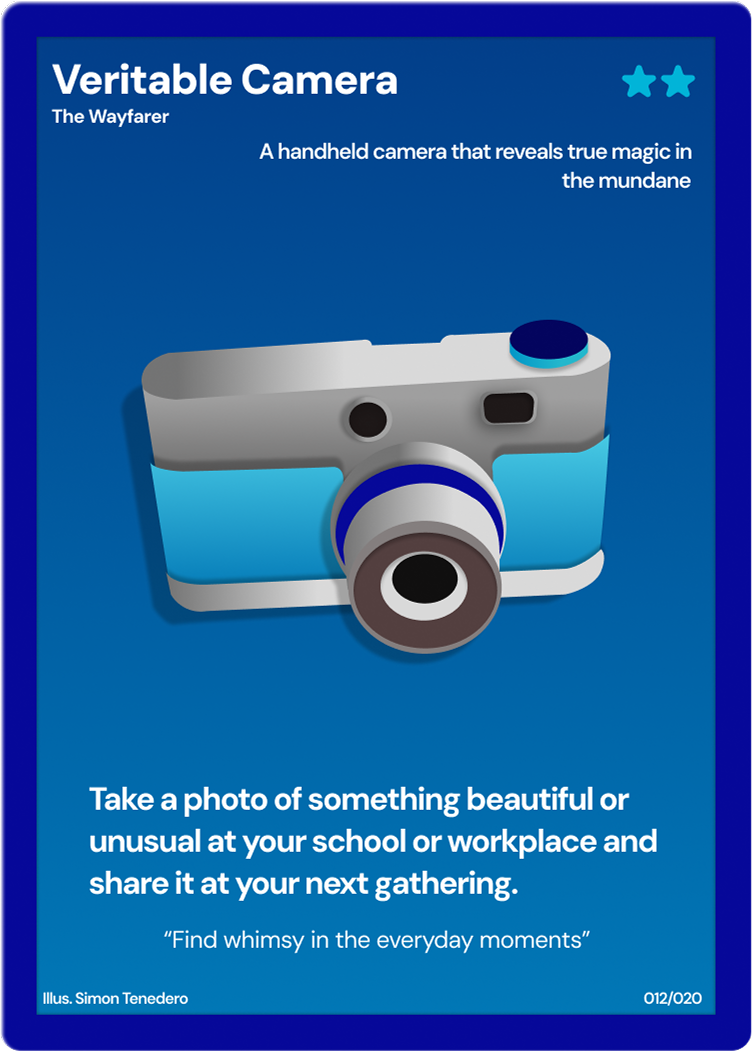 Veritable Camera
The Wayfarer
A handheld camera that reveals true magic in
the mundane
Take a photo of something beautiful or
unusual at your school or workplace and
share it at your next gathering.
“Find whimsy in the everyday moments”
Illus. Simon Tenedero
012/020